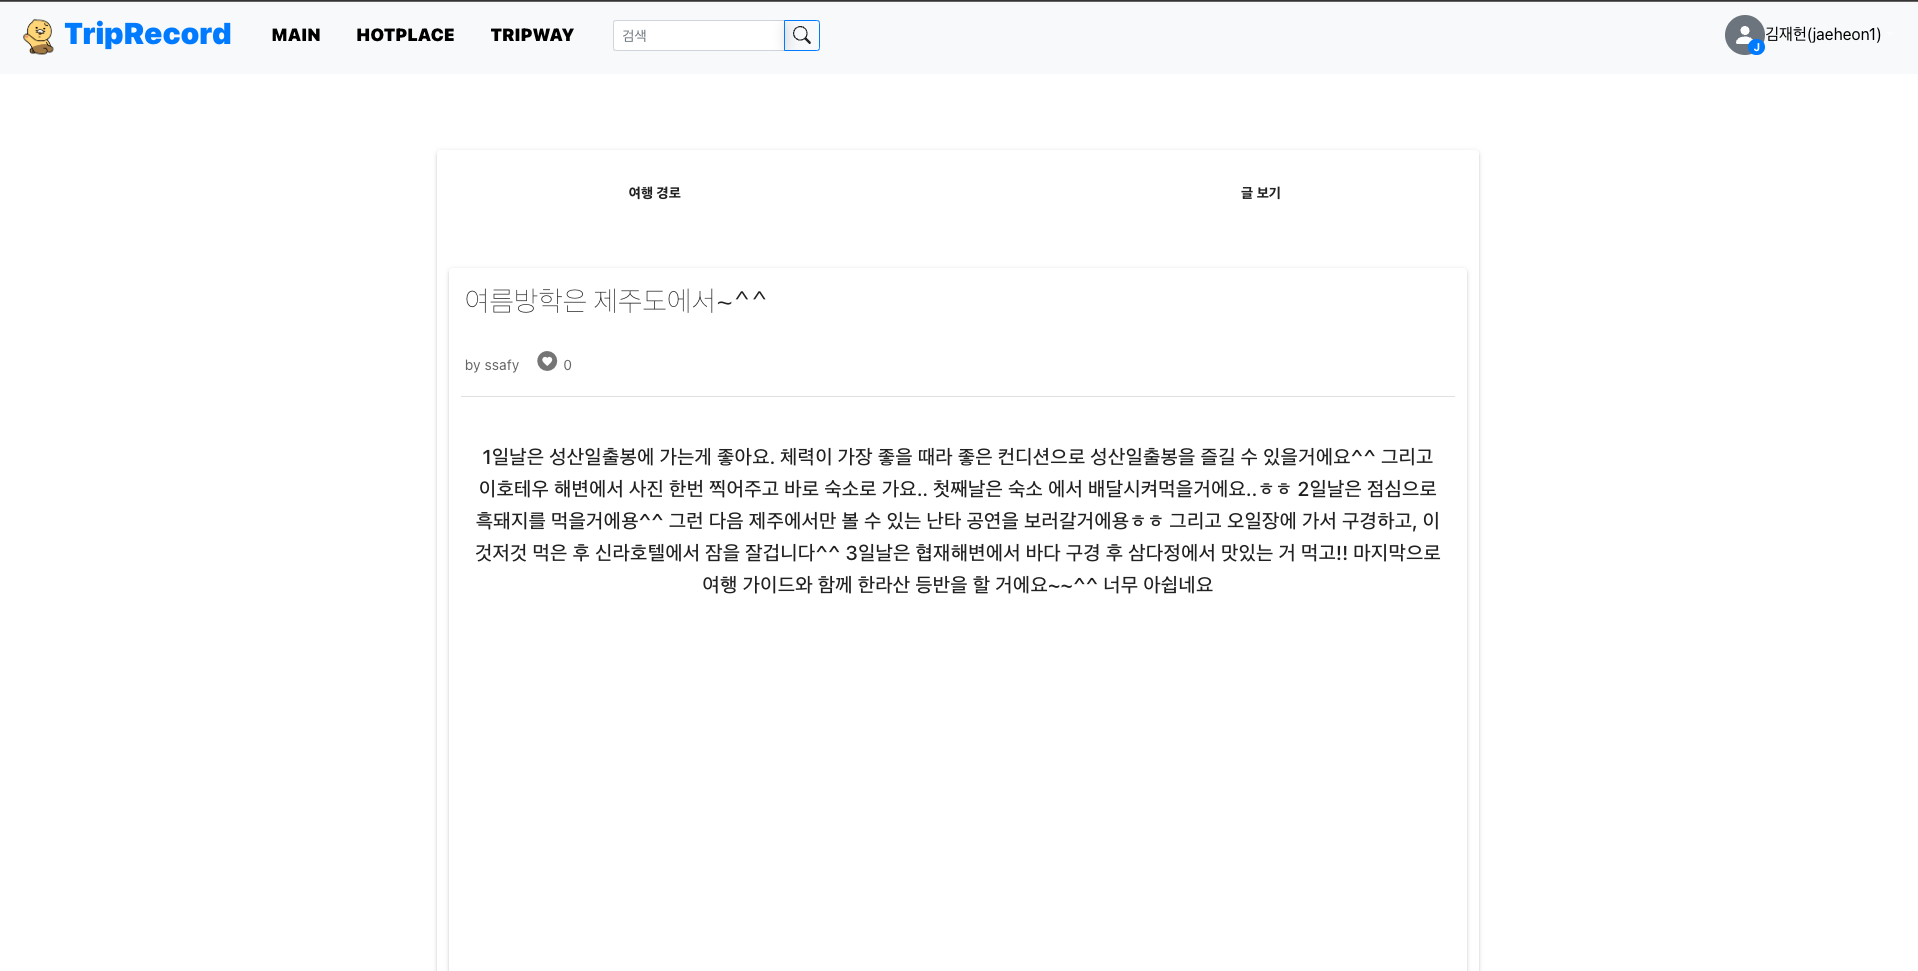 TripRecord MAIN HOTPLACE TRIPWAY 검색 J 김재헌(jaeheon1)
여행 경로 글 보기
여름방학은 제주도에서~^^
by ssafy 0
1일날은 성산일출봉에 가는게 좋아요. 체력이 가장 좋을 때라 좋은 컨디션으로 성산일출봉을 즐길 수 있을거에요^^ 그리고
이호테우 해변에서 사진 한번 찍어주고 바로 숙소로 가요.. 첫째날은 숙소 에서 배달시켜먹을거에요..ㅎㅎ 2일날은 점심으로
흑돼지를 먹을거에용^^ 그런 다음 제주에서만 볼 수 있는 난타 공연을 보러갈거에용ㅎㅎ 그리고 오일장에 가서 구경하고, 이
것저것 먹은 후 신라호텔에서 잠을 잘겁니다^^ 3일날은 협재해변에서 바다 구경 후 삼다정에서 맛있는 거 먹고!! 마지막으로
여행 가이드와 함께 한라산 등반을 할 거에요~~^^ 너무 아쉽네요